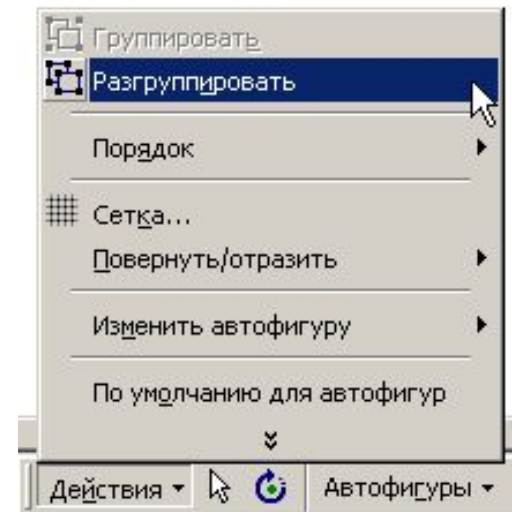 Группировать
Разгруппировать
Порядок
Сетка...
Повернуть/отразить
Изменить автофигуру
По умолчанию для автофигур
Действия Автофигуры